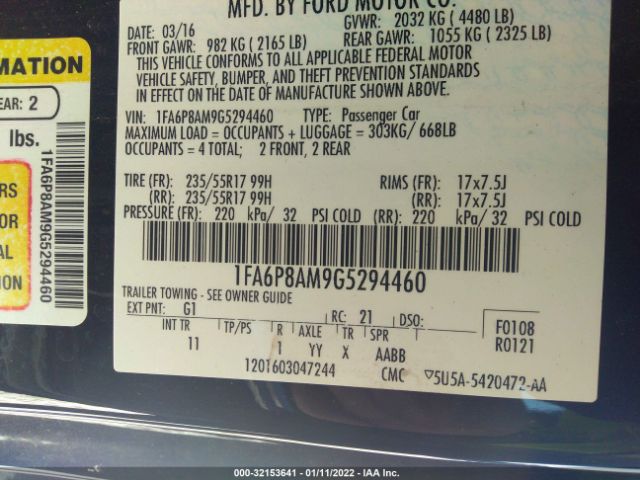 MFD. BY FORD MOTOR CO.
DATE: 03/16 GVWR: 2032 KG ( 4480 LB)
FRONT GAWR: 982 KG ( 2165 LB) REAR GAWR: 1055 KG ( 2325 LB)
THIS VEHICLE CONFORMS TO ALL APPLICABLE FEDERAL MOTOR
VEHICLE SAFETY, BUMPER, AND THEFT PREVENTION STANDARDS
IN EFFECT ON THE DATE OF MANUFACTURE SHOWN ABOVE.
VIN: 1FA6P8AM9G5294460 TYPE: Passenger Car
MAXIMUM LOAD = OCCUPANTS + LUGGAGE = 303KG/ 668LB
OCCUPANTS = 4 TOTAL; 2 FRONT, 2 REAR
TIRE (FR): 235/55R17 99H RIMS (FR): 17x7.5J
(RR): 235/55R17 99H (RR): 17x7.5J
PRESSURE (FR): 220 kPa/ 32 PSI COLD (RR): 220 kPa/ 32 PSI COLD
1FA6P8AM9G5294460
TRAILER TOWING - SEE OWNER GUIDE
EXT PNT: G1 RC: 21 DSO:
INT TR TP/PS R AXLE TR SPR
11 1 YY X AABB
F0108
R0121
1201603047244 CMC ▽5U5A-5420472-AA
RMATION
EAR: 2
lbs.
ERS
OR
AL
ION
1FA6P8AM9G5294460
000-32153641 - 01/11/2022 - IAA Inc.